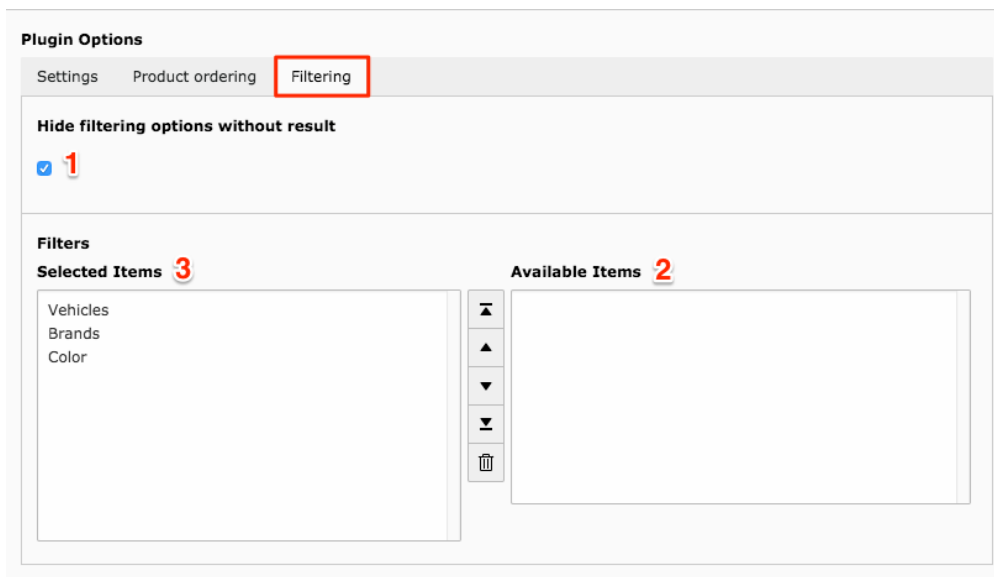 Plugin Options
Settings Product ordering Filtering
Hide filtering options without result
1
Filters
Selected Items 3 Available Items 2
Vehicles
Brands
Color